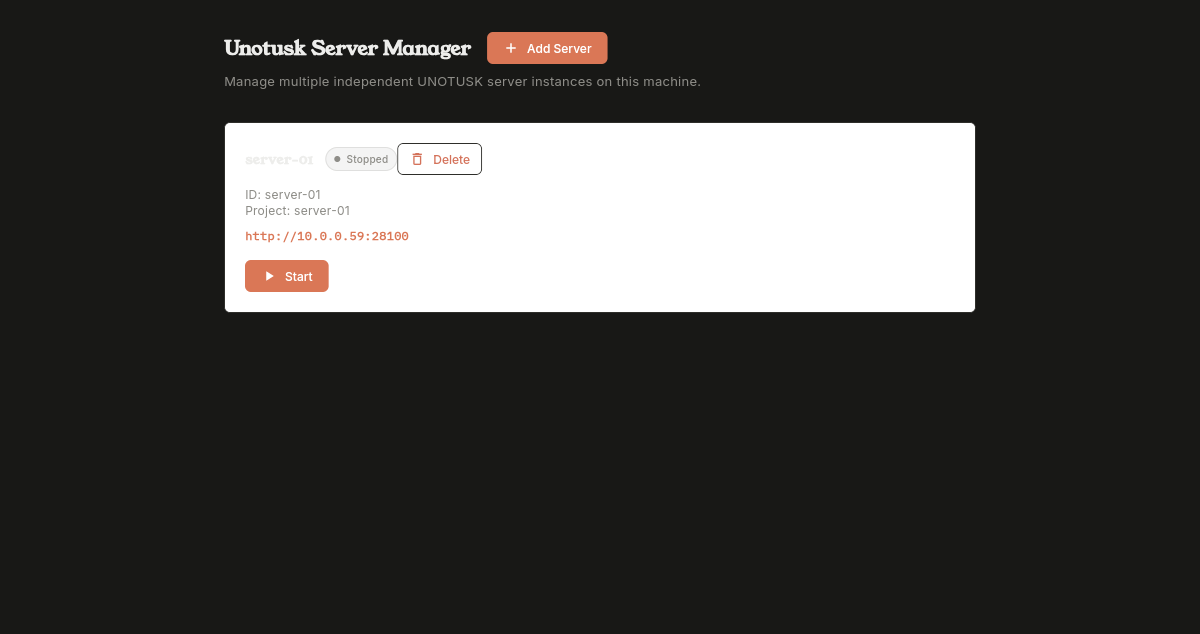 Unotusk Server Manager
Add Server
Manage multiple independent UNOTUSK server instances on this machine.
server-01
Stopped
Delete
ID: server-01
Project: server-01
http://10.0.0.59:28100
Start